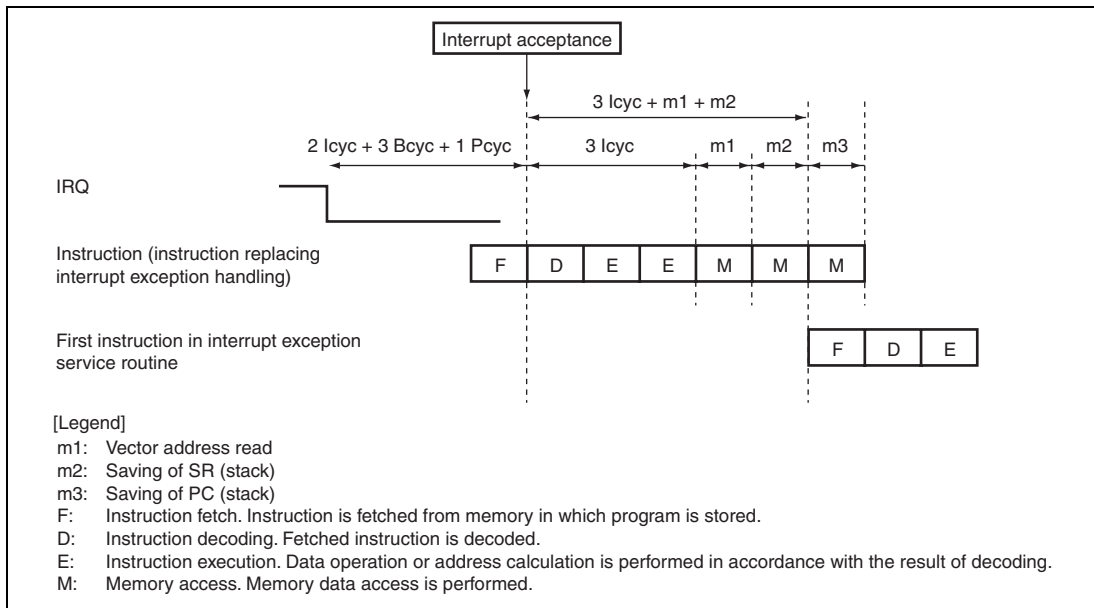 Interrupt acceptance
3 Icyc + m1 + m2
2 Icyc + 3 Bcyc + 1 Pcyc
3 Icyc
m1
m2
m3
IRQ
Instruction (instruction replacing
interrupt exception handling)
F D E E M M M
First instruction in interrupt exception
service routine
F D E
[Legend]
m1: Vector address read
m2: Saving of SR (stack)
m3: Saving of PC (stack)
F: Instruction fetch. Instruction is fetched from memory in which program is stored.
D: Instruction decoding. Fetched instruction is decoded.
E: Instruction execution. Data operation or address calculation is performed in accordance with the result of decoding.
M: Memory access. Memory data access is performed.